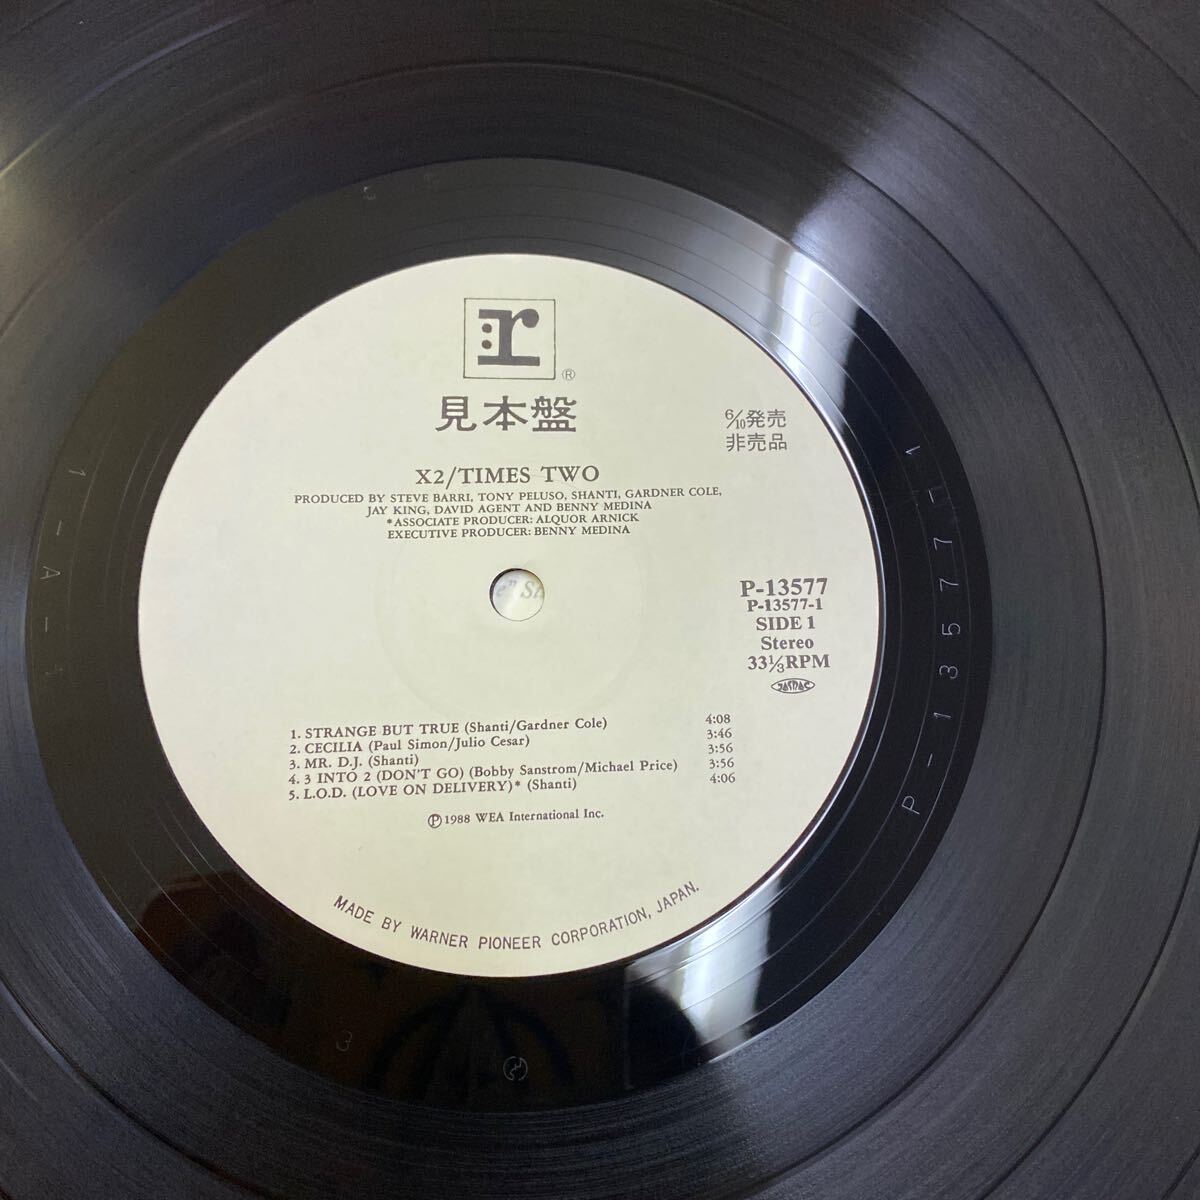 r
®
見本盤
6/10発売
非売品
X2/TIMES TWO
PRODUCED BY STEVE BARRI, TONY PELUSO, SHANTI, GARDNER COLE,
JAY KING, DAVID AGENT AND BENNY MEDINA
*ASSOCIATE PRODUCER: ALQUOR ARNICK
EXECUTIVE PRODUCER: BENNY MEDINA
P-13577
P-13577-1
SIDE 1
Stereo
33⅓RPM
JASRAC
1. STRANGE BUT TRUE (Shanti/Gardner Cole) 4:08
2. CECILIA (Paul Simon/Julio Cesar) 3:46
3. MR. D.J. (Shanti) 3:56
4. 3 INTO 2 (DON'T GO) (Bobby Sanstrom/Michael Price) 3:56
5. L.O.D. (LOVE ON DELIVERY)* (Shanti) 4:06
Ⓟ1988 WEA International Inc.
MADE BY WARNER PIONEER CORPORATION, JAPAN.
P-13577-1
1-A-1
3